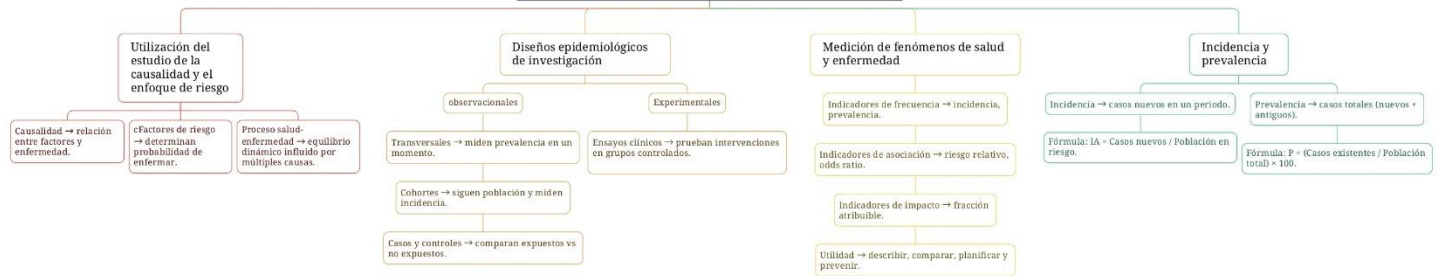 Utilización del
estudio de la
causalidad y el
enfoque de riesgo
Causalidad → relación
entre factores y
enfermedad.
cFactores de riesgo
→ determinan
probabilidad de
enfermar.
Proceso salud-
enfermedad → equilibrio
dinámico influido por
múltiples causas.
Diseños epidemiológicos
de investigación
observacionales
Transversales → miden prevalencia en un
momento.
Cohortes → siguen población y miden
incidencia.
Casos y controles → comparan expuestos vs
no expuestos.
Experimentales
Ensayos clínicos → prueban intervenciones
en grupos controlados.
Medición de fenómenos de salud
y enfermedad
Indicadores de frecuencia → incidencia,
prevalencia.
Indicadores de asociación → riesgo relativo,
odds ratio.
Indicadores de impacto → fracción
atribuible.
Utilidad → describir, comparar, planificar y
prevenir.
Incidencia y
prevalencia
Incidencia → casos nuevos en un periodo.
Fórmula: IA = Casos nuevos / Población en
riesgo.
Prevalencia → casos totales (nuevos +
antiguos).
Fórmula: P = (Casos existentes / Población
total) × 100.